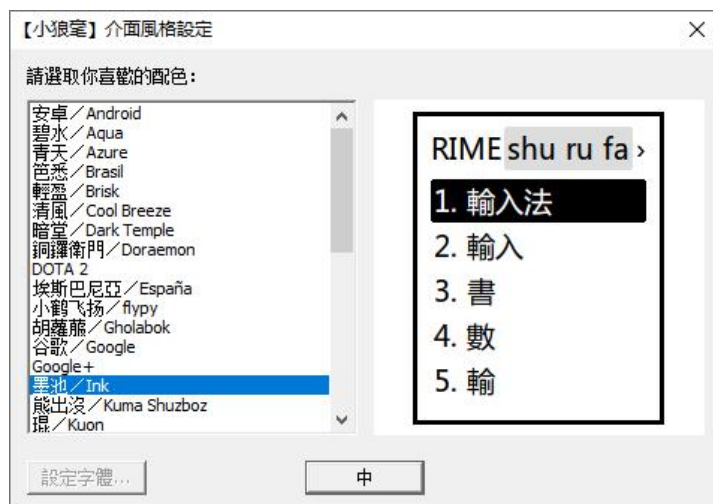 【小狼毫】介面風格設定
請選取你喜歡的配色:
安卓／Android
碧水／Aqua
青天／Azure
芭悉／Brasil
輕盈／Brisk
清風／Cool Breeze
暗堂／Dark Temple
銅鑼衛門／Doraemon
DOTA 2
埃斯巴尼亞／España
小鹤飞扬／flypy
胡蘿蔔／Gholabok
谷歌／Google
Google+
墨池／Ink
熊出沒／Kuma Shuzboz
琨／Kuon
RIME shu ru fa ›
1. 輸入法
2. 輸入
3. 書
4. 數
5. 輸
設定字體...
中